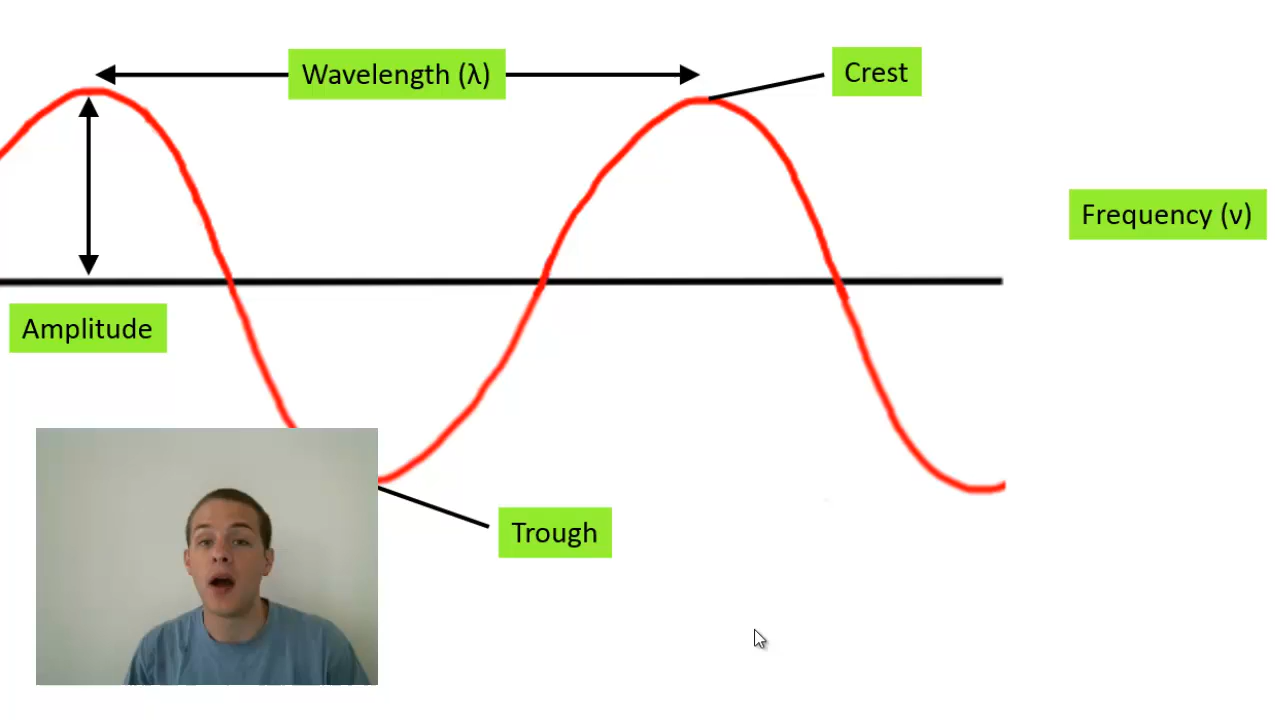 Wavelength (λ)
Crest
Frequency (ν)
Amplitude
Trough